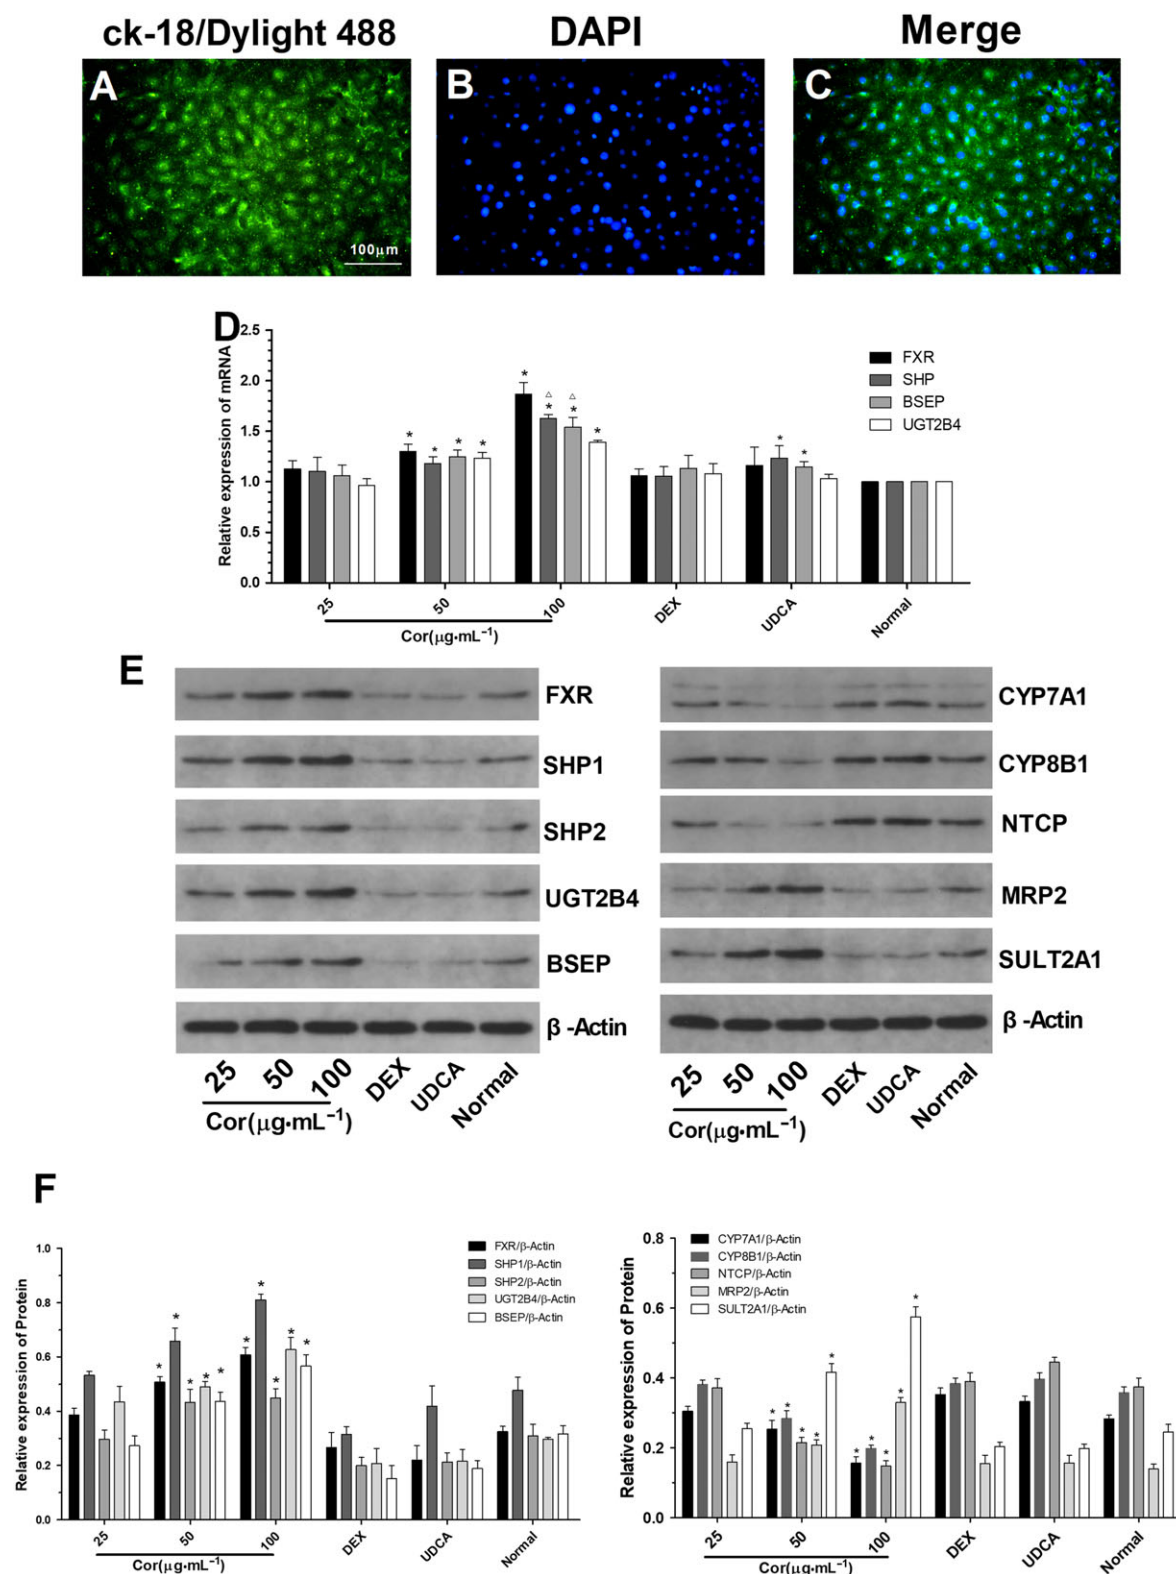 ck-18/Dylight 488
DAPI
Merge
A
B
C
100μm
D
Relative expression of mRNA
2.5
2.0
1.5
1.0
0.5
0.0
FXR
SHP
BSEP
UGT2B4
*
* * * *
*
△ *
△ *
*
* *
25
50
100
DEX
UDCA
Normal
Cor(μg·mL⁻¹)
E
FXR
SHP1
SHP2
UGT2B4
BSEP
β -Actin
25
50
100
DEX
UDCA
Normal
Cor(μg·mL⁻¹)
CYP7A1
CYP8B1
NTCP
MRP2
SULT2A1
β -Actin
25
50
100
DEX
UDCA
Normal
Cor(μg·mL⁻¹)
F
Relative expression of Protein
1.0
0.8
0.6
0.4
0.2
0.0
FXR/β-Actin
SHP1/β-Actin
SHP2/β-Actin
UGT2B4/β-Actin
BSEP/β-Actin
* * * * *
* * * * *
25
50
100
DEX
UDCA
Normal
Cor(μg·mL⁻¹)
Relative expression of Protein
0.8
0.6
0.4
0.2
0.0
CYP7A1/β-Actin
CYP8B1/β-Actin
NTCP/β-Actin
MRP2/β-Actin
SULT2A1/β-Actin
* * * * *
* * * * *
25
50
100
DEX
UDCA
Normal
Cor(μg·mL⁻¹)